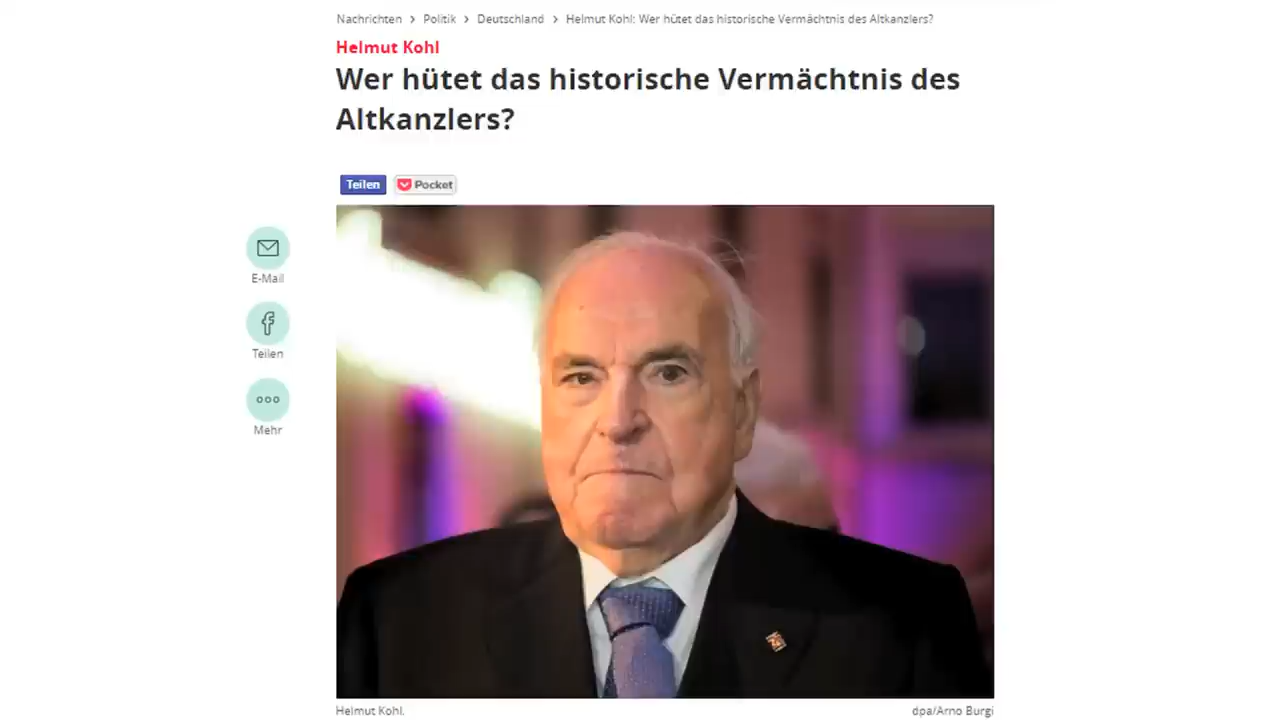 Nachrichten > Politik > Deutschland > Helmut Kohl: Wer hütet das historische Vermächtnis des Altkanzlers?
Helmut Kohl
Wer hütet das historische Vermächtnis des
Altkanzlers?
Teilen Pocket
E-Mail
Teilen
Mehr
Helmut Kohl. dpa/Arno Burgi